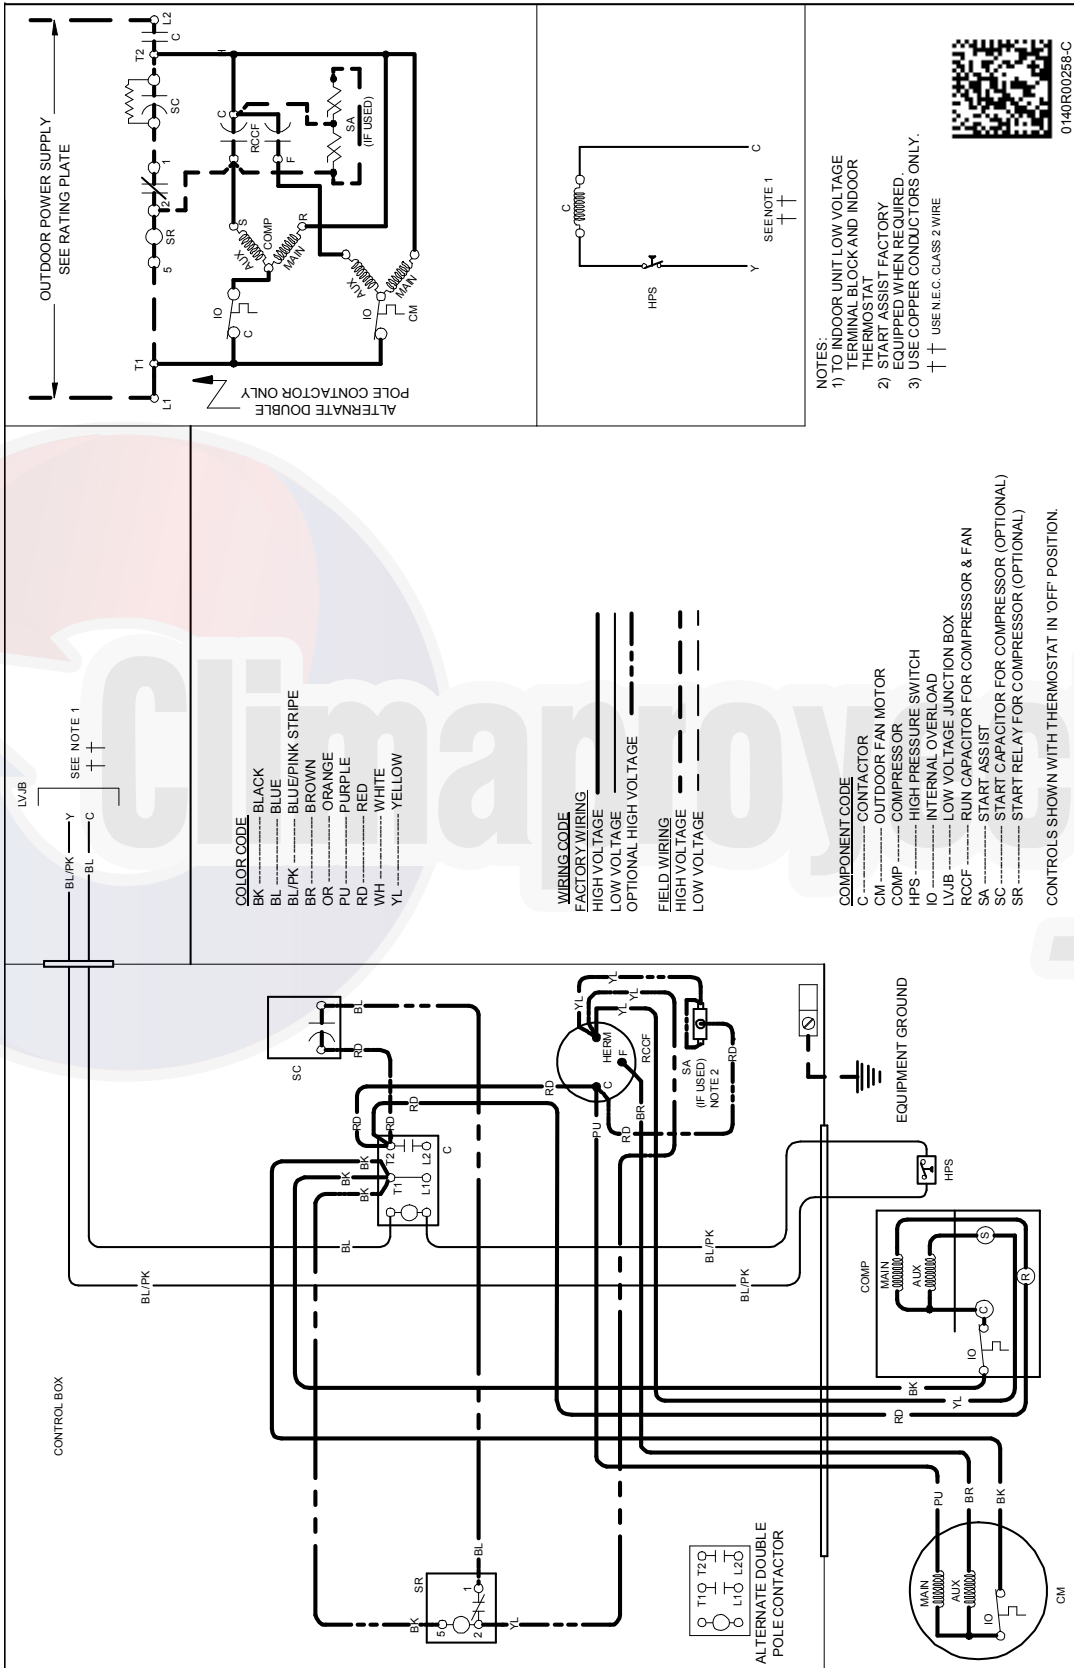 OUTDOOR POWER SUPPLY
SEE RATING PLATE
L1
T1
5
SR
2
1
SC
T2
C
L2
ALTERNATE DOUBLE
POLE CONTACTOR ONLY
IO
C
AUX
S
COMP
MAIN
R
RCCF
C
F
H
SA
(IF USED)
IO
AUX
MAIN
CM
C
HPS
Y
C
SEE NOTE 1
NOTES:
1) TO INDOOR UNIT LOW VOLTAGE
TERMINAL BLOCK AND INDOOR
THERMOSTAT
2) START ASSIST FACTORY
EQUIPPED WHEN REQUIRED.
3) USE COPPER CONDUCTORS ONLY.
†† USE N.E.C. CLASS 2 WIRE
0140R00258-C
LVJB
SEE NOTE 1
††
BL/PK
Y
BL
C
COLOR CODE
BK ---------- BLACK
BL ---------- BLUE
BL/PK --------- BLUE/PINK STRIPE
BR ---------- BROWN
OR ---------- ORANGE
PU ---------- PURPLE
RD ---------- RED
WH ---------- WHITE
YL ---------- YELLOW
WIRING CODE
FACTORY WIRING
HIGH VOLTAGE
LOW VOLTAGE
OPTIONAL HIGH VOLTAGE
FIELD WIRING
HIGH VOLTAGE
LOW VOLTAGE
COMPONENT CODE
C ---------- CONTACTOR
CM ---------- OUTDOOR FAN MOTOR
COMP -------- COMPRESSOR
HPS ---------- HIGH PRESSURE SWITCH
IO ---------- INTERNAL OVERLOAD
LVJB ---------- LOW VOLTAGE JUNCTION BOX
RCCF ---------- RUN CAPACITOR FOR COMPRESSOR & FAN
SA ---------- START ASSIST
SC ---------- START CAPACITOR FOR COMPRESSOR (OPTIONAL)
SR ---------- START RELAY FOR COMPRESSOR (OPTIONAL)
CONTROLS SHOWN WITH THERMOSTAT IN 'OFF' POSITION.
Climaproyec
CONTROL BOX
BL/PK
BL
SC
RD
BL
BK
BK
BK
RD
RD
RD
T1
T2
L1
L2
C
SR
5
2
1
BK
BL
YL
RD
HERM
F
C
RCCF
YL
YL
YL
PU
BR
RD
RD
SA
(IF USED)
NOTE 2
BL/PK
BL/PK
HPS
EQUIPMENT GROUND
COMP
MAIN
AUX
S
C
R
IO
BK
YL
RD
ALTERNATE DOUBLE
POLE CONTACTOR
T1
T2
L1
L2
PU
BR
BK
MAIN
AUX
IO
CM